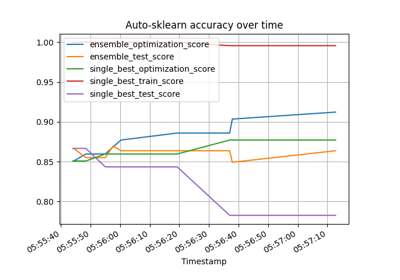 Auto-sklearn accuracy over time
1.00
0.95
0.90
0.85
0.80
ensemble_optimization_score
ensemble_test_score
single_best_optimization_score
single_best_train_score
single_best_test_score
05:55:40
05:55:50
05:56:00
05:56:10
05:56:20
05:56:30
05:56:40
05:56:50
05:57:00
05:57:10
Timestamp